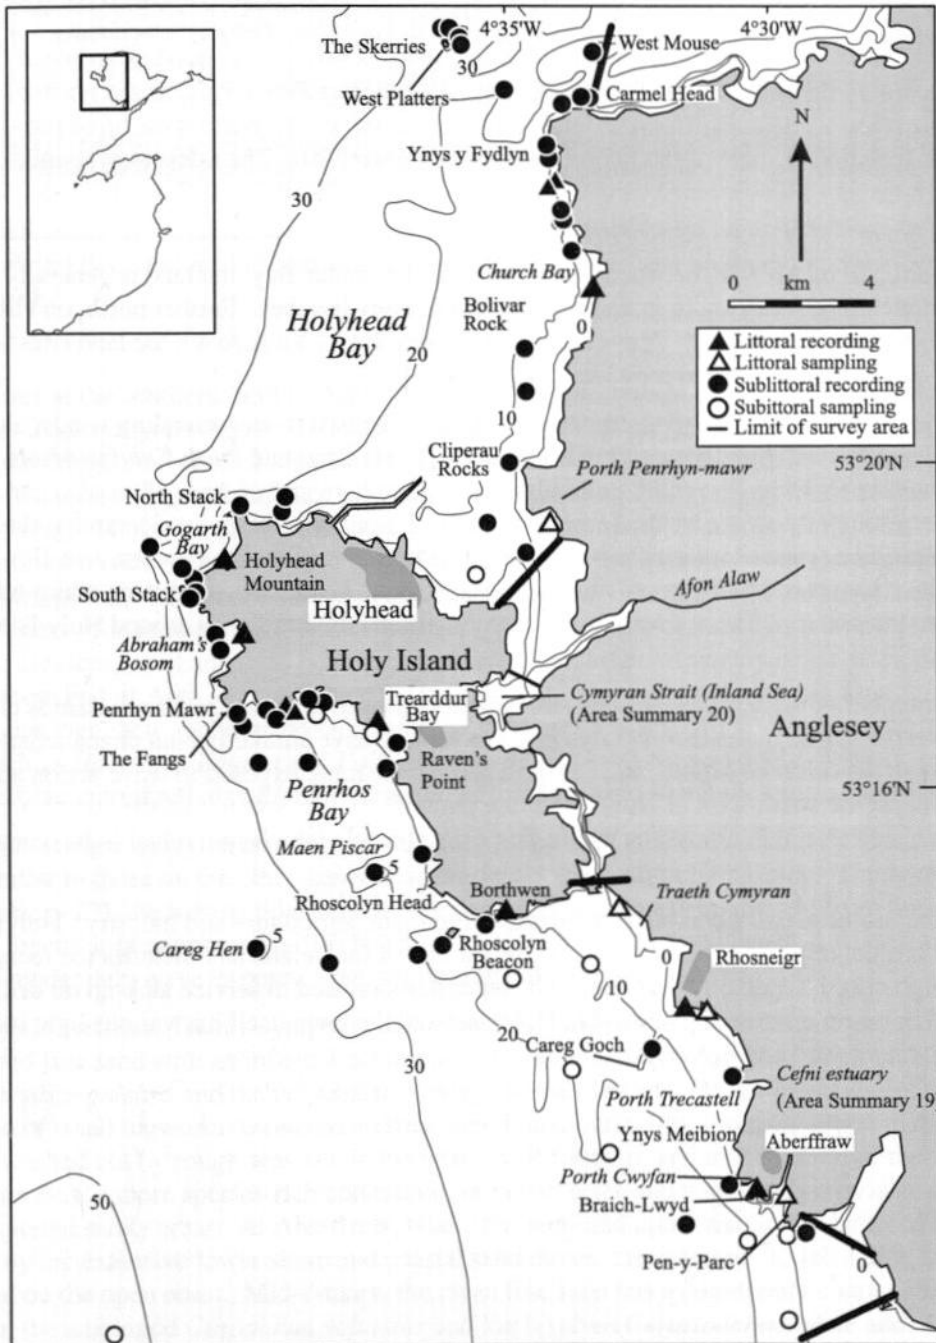 4°35'W
4°30'W
The Skerries
30
West Mouse
West Platters
Carmel Head
N
Ynys y Fydlyn
30
Church Bay
0 km 4
Bolivar
Rock
0
Holyhead
Bay
20
Littoral recording
Littoral sampling
Sublittoral recording
Subittoral sampling
Limit of survey area
10
Cliperau
Rocks
Porth Penrhyn-mawr
53°20'N
North Stack
Gogarth
Bay
Holyhead
Mountain
South Stack
Holyhead
Afon Alaw
Abraham's
Bosom
Holy Island
Trearddur
Bay
Cymyran Strait (Inland Sea)
(Area Summary 20)
Penrhyn Mawr
Anglesey
The Fangs
Raven's
Point
53°16'N
Penrhos
Bay
Maen Piscar
5
Rhoscolyn Head
Borthwen
Traeth Cymyran
Careg Hen
5
Rhoscolyn
Beacon
0
Rhosneigr
10
20
30
Careg Goch
Cefni estuary
(Area Summary 19)
Porth Trecastell
Ynys Meibion
Aberffraw
Porth Cwyfan
50
Braich-Lwyd
Pen-y-Parc
0